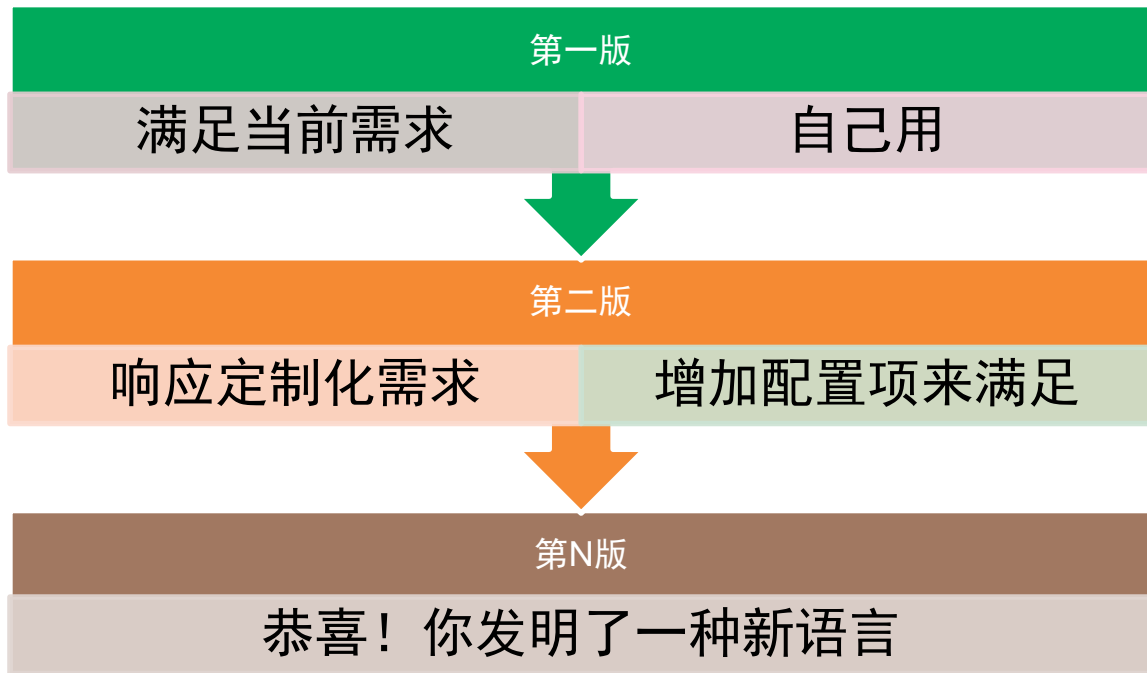 第一版
满足当前需求
自己用
第二版
响应定制化需求
增加配置项来满足
第N版
恭喜！你发明了一种新语言